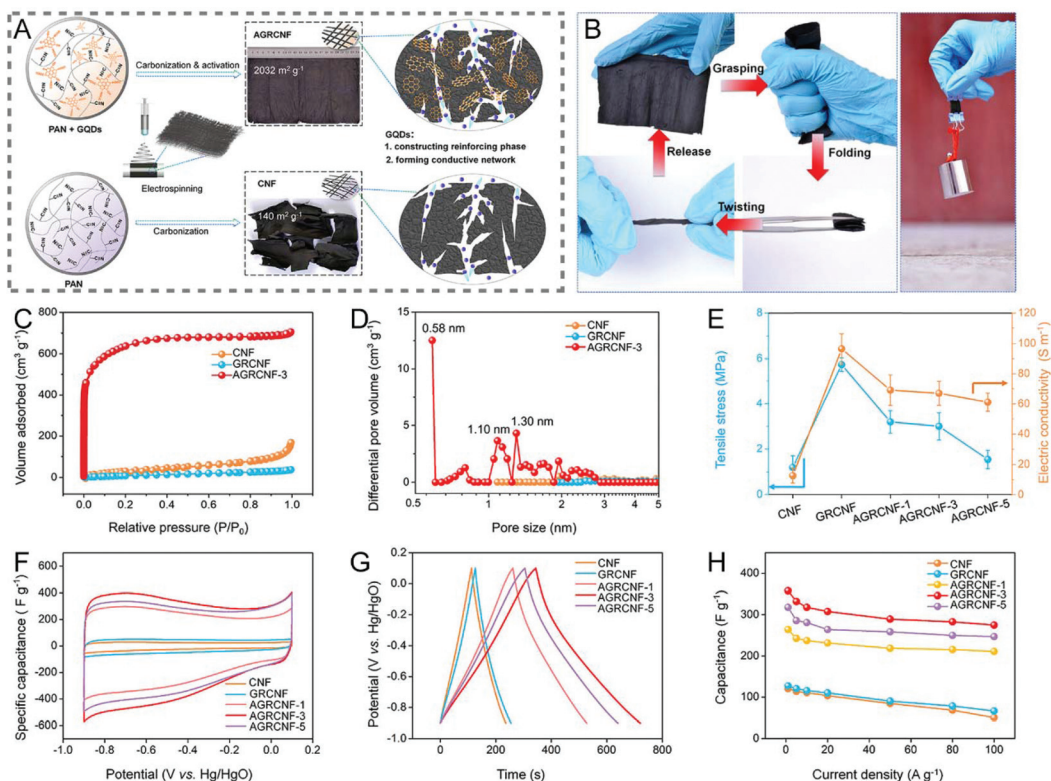 A
AGRCNF
2032 m² g⁻¹
Carbonization & activation
PAN + GQDs
GQDs:
1. constructing reinforcing phase
2. forming conductive network
Electrospinning
CNF
140 m² g⁻¹
Carbonization
PAN
B
Grasping
Release
Folding
Twisting
C
Volume adsorbed (cm³ g⁻¹)
800
600
400
200
0
CNF
GRCNF
AGRCNF-3
0.0 0.2 0.4 0.6 0.8 1.0
Relative pressure (P/P₀)
D
Differential pore volume (cm³ g⁻¹)
15
12
9
6
3
0
0.58 nm
1.10 nm
1.30 nm
CNF
GRCNF
AGRCNF-3
0.5 1 2 3 4 5
Pore size (nm)
E
Tensile stress (MPa)
8
6
4
2
0
Electric conductivity (S m⁻¹)
120
100
80
60
40
20
0
CNF GRCNF AGRCNF-1 AGRCNF-3 AGRCNF-5
F
Specific capacitance ( F g⁻¹)
600
400
200
0
-200
-400
-600
CNF
GRCNF
AGRCNF-1
AGRCNF-3
AGRCNF-5
-1.0 -0.8 -0.6 -0.4 -0.2 0.0 0.2
Potential (V vs. Hg/HgO)
G
Potential (V vs. Hg/HgO)
0.2
0.0
-0.2
-0.4
-0.6
-0.8
-1.0
CNF
GRCNF
AGRCNF-1
AGRCNF-3
AGRCNF-5
0 200 400 600 800
Time (s)
H
Capacitance (F g⁻¹)
400
300
200
100
0
CNF
GRCNF
AGRCNF-1
AGRCNF-3
AGRCNF-5
0 20 40 60 80 100
Current density (A g⁻¹)